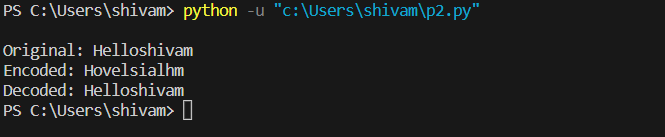 PS C:\Users\shivam> python -u "c:\Users\shivam\p2.py"
Original: Helloshivam
Encoded: Hovelsialhm
Decoded: Helloshivam
PS C:\Users\shivam>